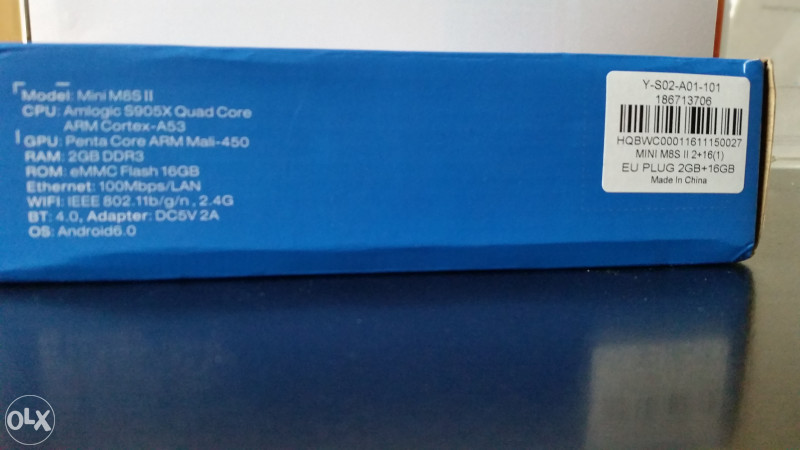 Model: Mini M8S II
CPU: Amlogic S905X Quad Core
ARM Cortex-A53
GPU: Penta Core ARM Mali-450
RAM: 2GB DDR3
ROM: eMMC Flash 16GB
Ethernet: 100Mbps/LAN
WIFI: IEEE 802.11b/g/n , 2.4G
BT: 4.0, Adapter: DC5V 2A
OS: Android6.0
Y-S02-A01-101
186713706
HQBWC00011611150027
MINI M8S II 2+16(1)
EU PLUG 2GB+16GB
Made In China
OLX